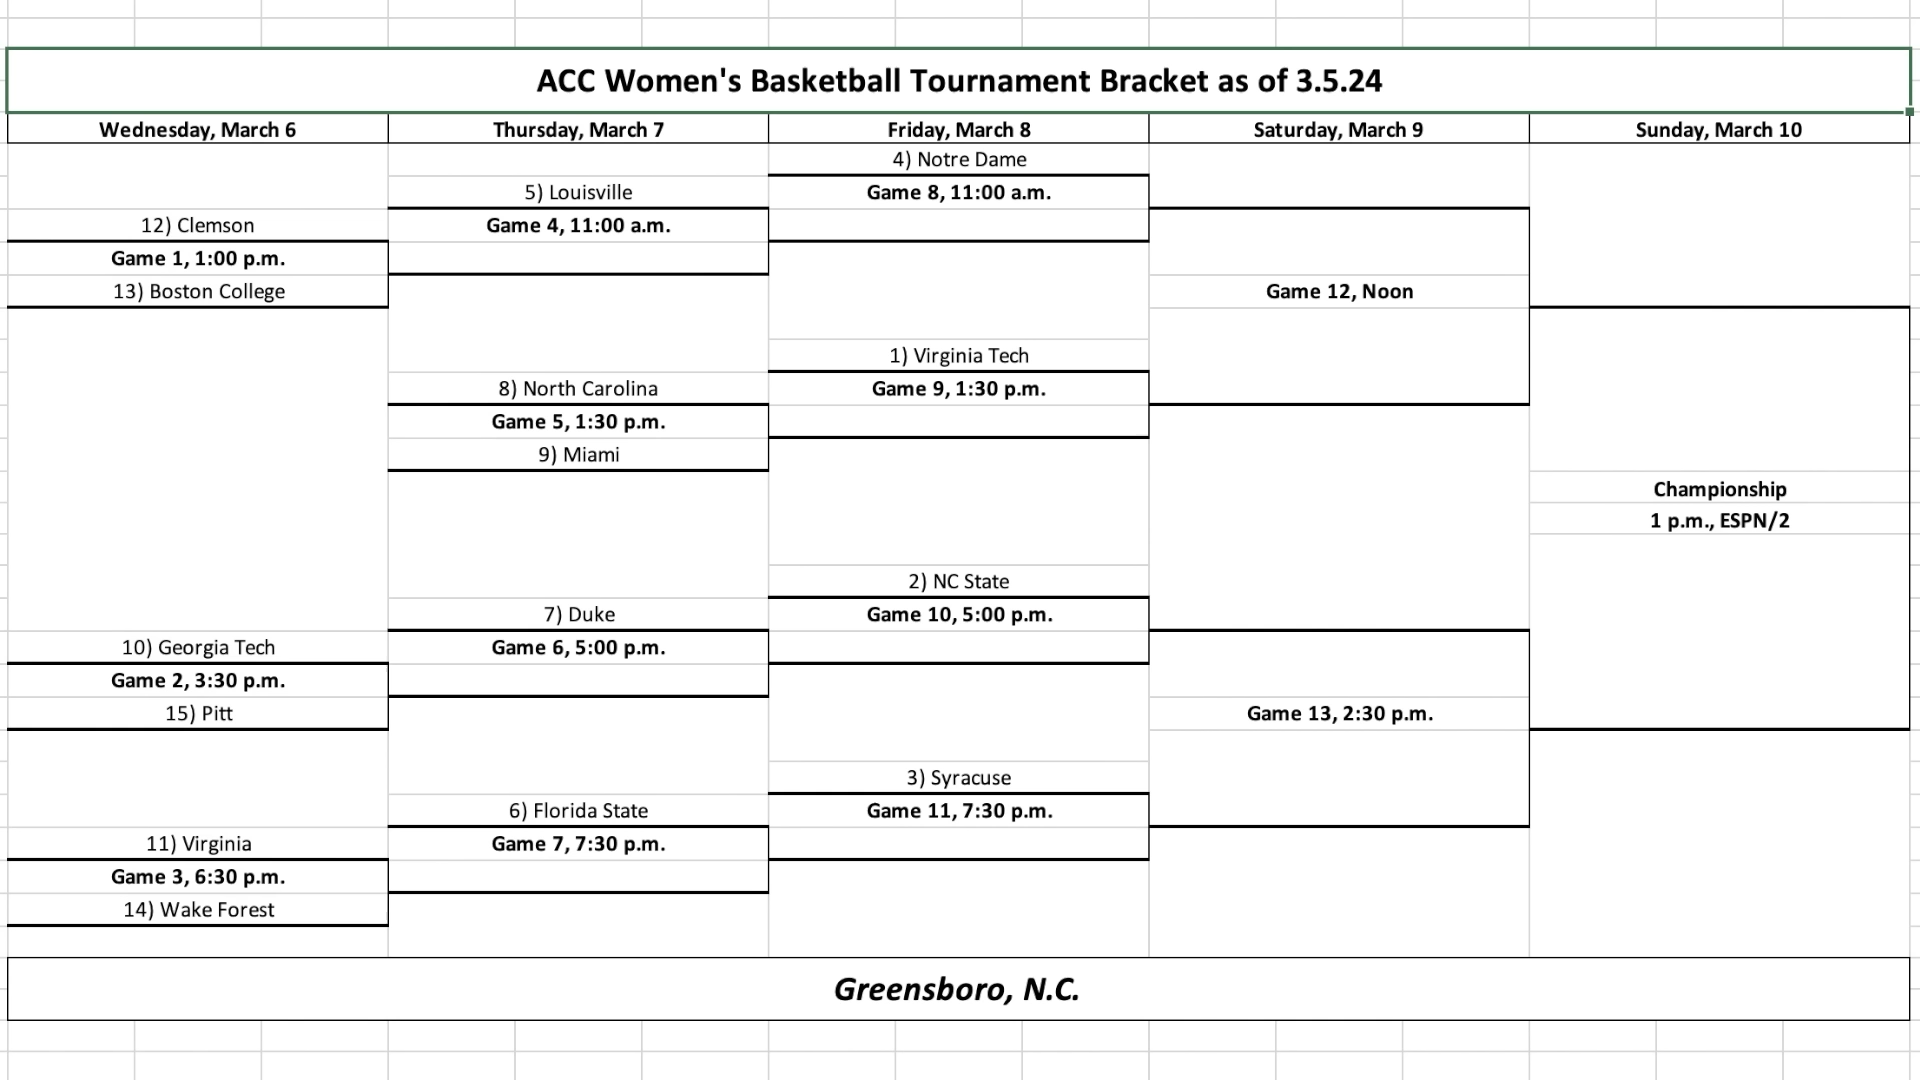 ACC Women's Basketball Tournament Bracket as of 3.5.24
Wednesday, March 6
Thursday, March 7
Friday, March 8
Saturday, March 9
Sunday, March 10
4) Notre Dame
5) Louisville
Game 8, 11:00 a.m.
12) Clemson
Game 4, 11:00 a.m.
Game 1, 1:00 p.m.
13) Boston College
Game 12, Noon
1) Virginia Tech
8) North Carolina
Game 9, 1:30 p.m.
Game 5, 1:30 p.m.
9) Miami
Championship
1 p.m., ESPN/2
2) NC State
7) Duke
Game 10, 5:00 p.m.
10) Georgia Tech
Game 6, 5:00 p.m.
Game 2, 3:30 p.m.
15) Pitt
Game 13, 2:30 p.m.
3) Syracuse
6) Florida State
Game 11, 7:30 p.m.
11) Virginia
Game 7, 7:30 p.m.
Game 3, 6:30 p.m.
14) Wake Forest
Greensboro, N.C.